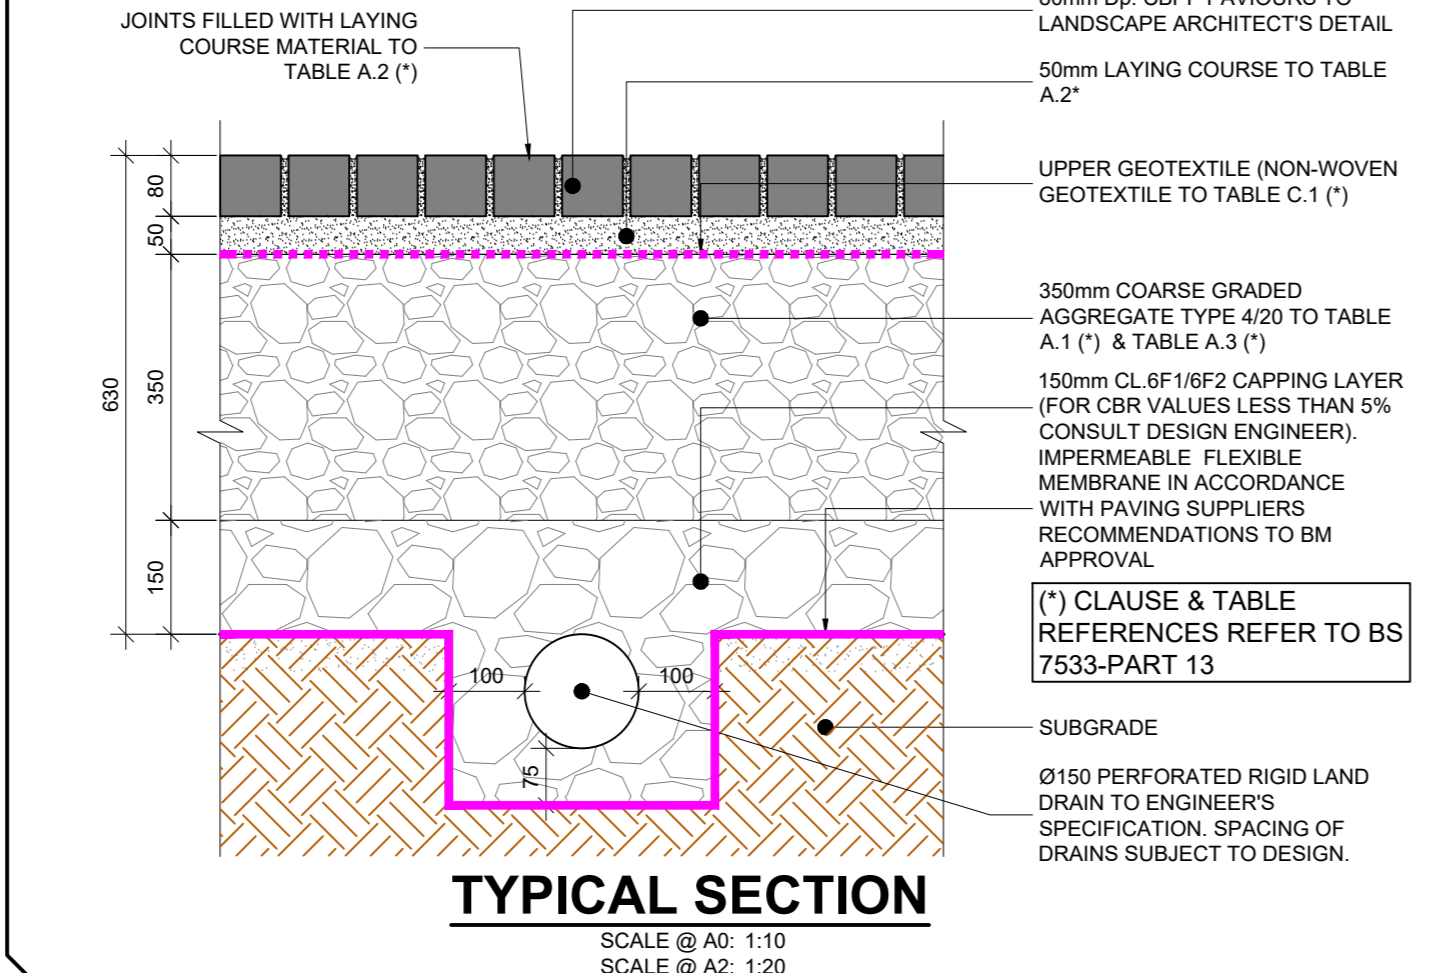 JOINTS FILLED WITH LAYING
COURSE MATERIAL TO
TABLE A.2 (*)
LANDSCAPE ARCHITECT'S DETAIL
50mm LAYING COURSE TO TABLE
A.2*
UPPER GEOTEXTILE (NON-WOVEN
GEOTEXTILE TO TABLE C.1 (*)
350mm COARSE GRADED
AGGREGATE TYPE 4/20 TO TABLE
A.1 (*) & TABLE A.3 (*)
150mm CL.6F1/6F2 CAPPING LAYER
(FOR CBR VALUES LESS THAN 5%
CONSULT DESIGN ENGINEER).
IMPERMEABLE FLEXIBLE
MEMBRANE IN ACCORDANCE
WITH PAVING SUPPLIERS
RECOMMENDATIONS TO BM
APPROVAL
(*) CLAUSE & TABLE
REFERENCES REFER TO BS
7533-PART 13
SUBGRADE
Ø150 PERFORATED RIGID LAND
DRAIN TO ENGINEER'S
SPECIFICATION. SPACING OF
DRAINS SUBJECT TO DESIGN.
80
50
350
630
150
100
100
75
TYPICAL SECTION
SCALE @ A0: 1:10
SCALE @ A2: 1:20